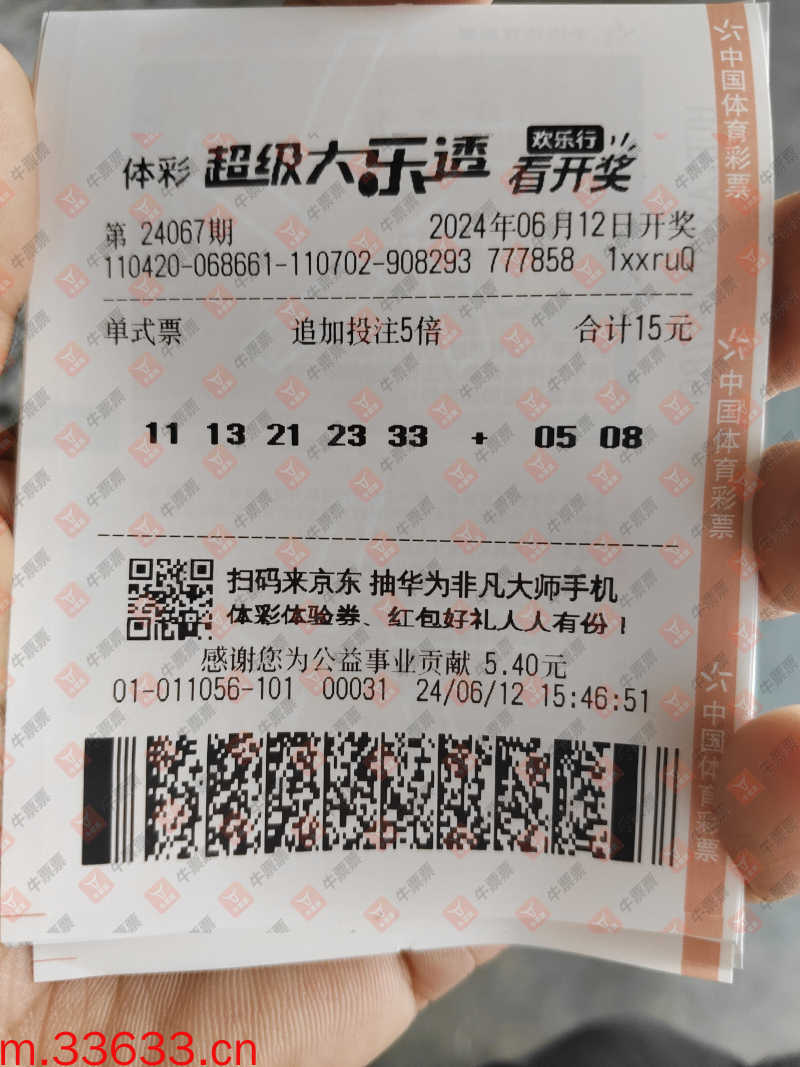 体彩 超级大乐透 欢乐行 看开奖
第 24067期 2024年06月12日开奖
110420-068661-110702-908293 777858 1xxruQ
单式票 追加投注5倍 合计15元
11 13 21 23 33 + 05 08
扫码来京东 抽华为非凡大师手机
体彩体验券、红包好礼人人有份！
感谢您为公益事业贡献 5.40元
01-011056-101 00031 24/06/12 15:46:51
中国体育彩票
中国体育彩票
中国体育彩票
牛票票
m.33633.cn